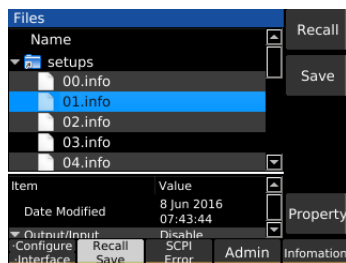 Files
Recall
Name
setups
Save
00.info
01.info
02.info
03.info
04.info
Item Value
Date Modified 8 Jun 2016
07:43:44
Property
Output/Input Disable
·Configure Recall SCPI Admin Infomation
·Interface Save Error